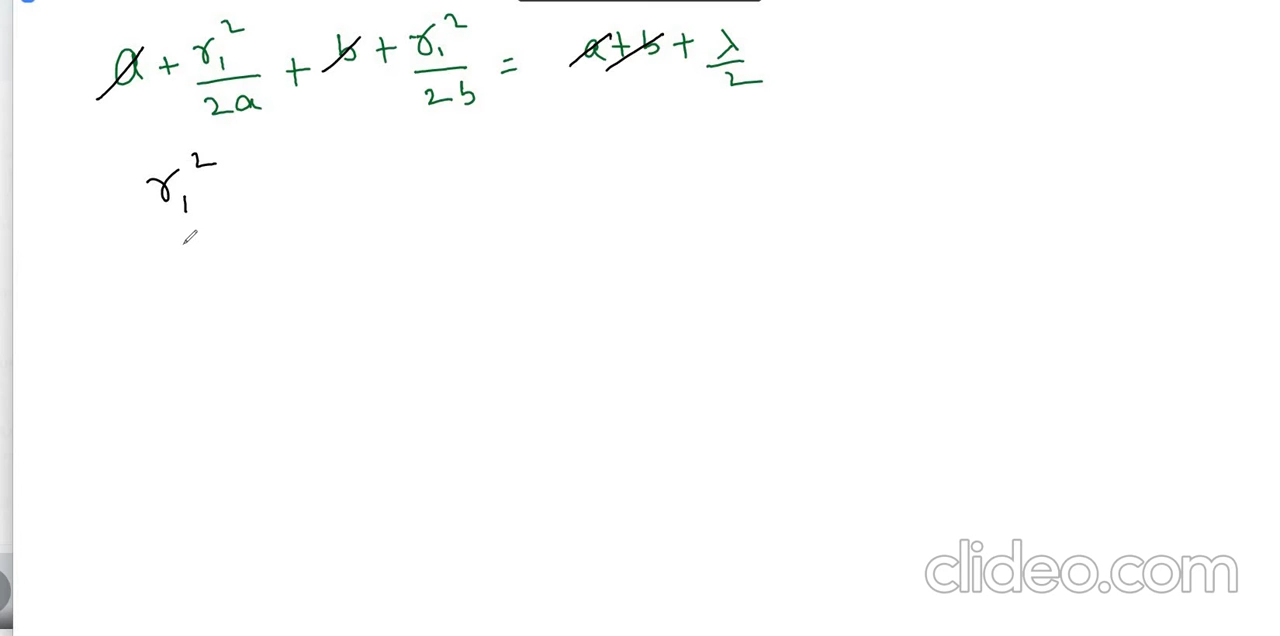 a + r₁²/2a + b + r₁²/2b = a + b + λ/2
r₁²
clideo.com